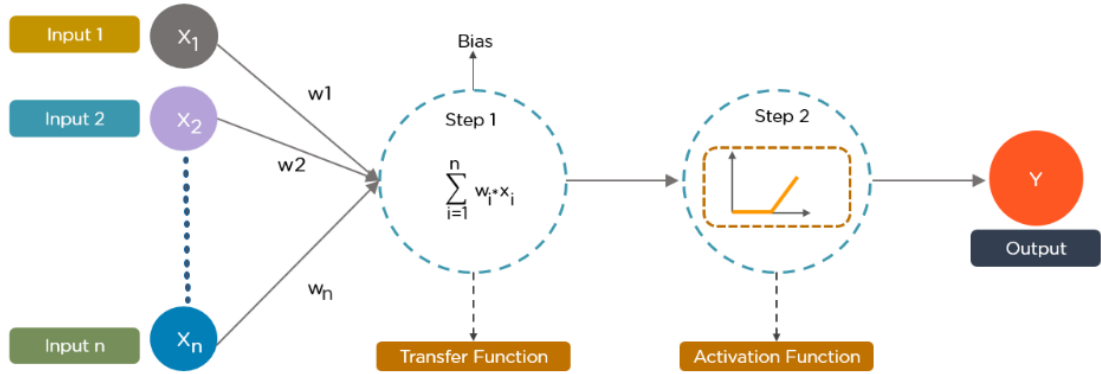 Input 1
X1
Input 2
X2
Input n
Xn
w1
w2
wn
Bias
Step 1
n
∑ wi*xi
i=1
Transfer Function
Step 2
Activation Function
Y
Output